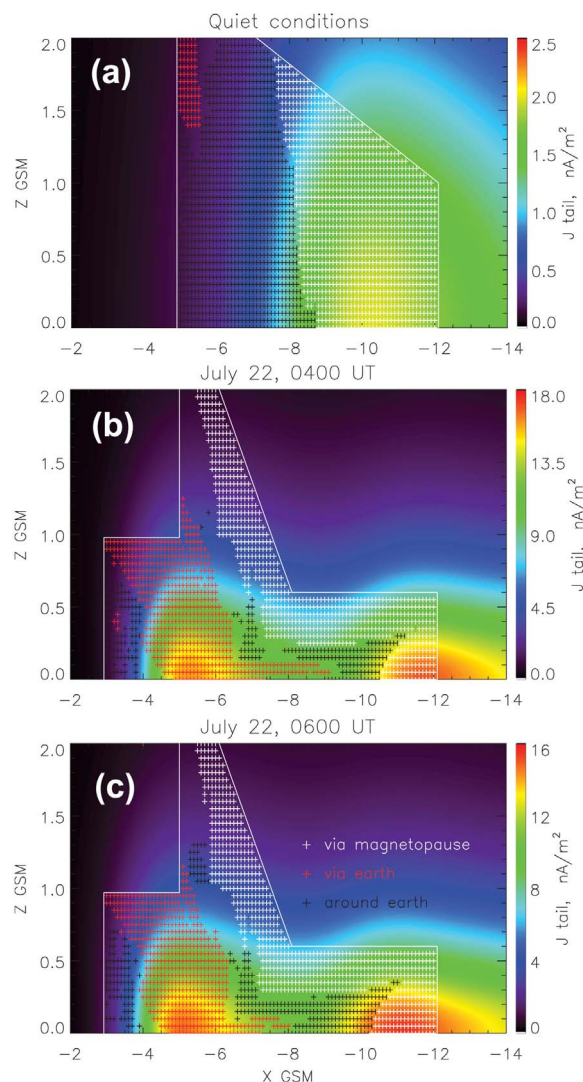 Quiet conditions
(a)
2.0
1.5
1.0
0.5
0.0
Z GSM
-2 -4 -6 -8 -10 -12 -14
2.5
2.0
1.5
1.0
0.5
0.0
J tail, nA/m²
July 22, 0400 UT
(b)
2.0
1.5
1.0
0.5
0.0
Z GSM
-2 -4 -6 -8 -10 -12 -14
18.0
13.5
9.0
4.5
0.0
J tail, nA/m²
July 22, 0600 UT
(c)
2.0
1.5
1.0
0.5
0.0
Z GSM
+ via magnetopause
+ via earth
+ around earth
-2 -4 -6 -8 -10 -12 -14
X GSM
16
12
8
4
0
J tail, nA/m²